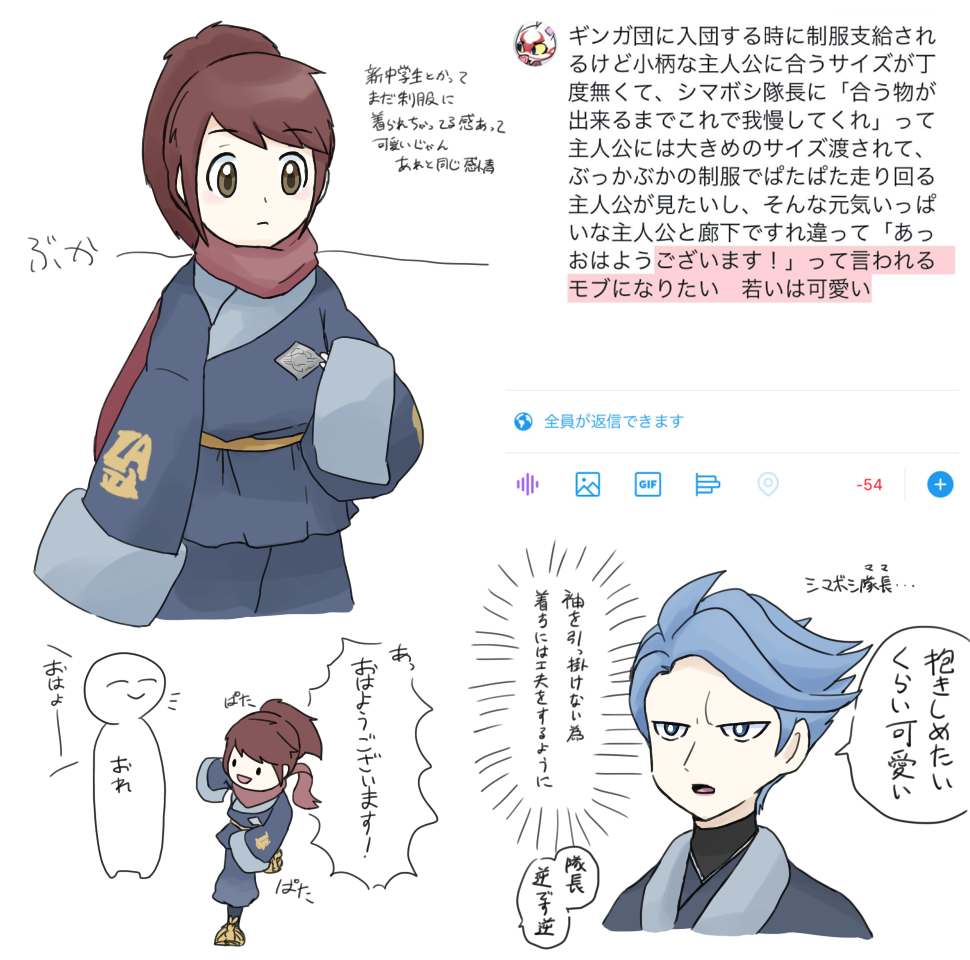 新中学生とかって
まだ制服に
着られちゃってる感あって
可愛いじゃん
あれと同じ感情
ぶか
ギンガ団に入団する時に制服支給され
るけど小柄な主人公に合うサイズが丁
度無くて、シマボシ隊長に「合う物が
出来るまでこれで我慢してくれ」って
主人公には大きめのサイズ渡されて、
ぶっかぶかの制服でぱたぱた走り回る
主人公が見たいし、そんな元気いっぱ
いな主人公と廊下ですれ違って「あっ
おはようございます！」って言われる
モブになりたい　若いは可愛い
全員が返信できます
GIF
-54
おはよー
おれ
ぱた
ぱた
あっ
おはようございます！
シマボシ隊長...
ママ
抱きしめたい
くらい可愛い
袖を引っ掛けない為
着ちには工夫をするように
隊長
逆です逆